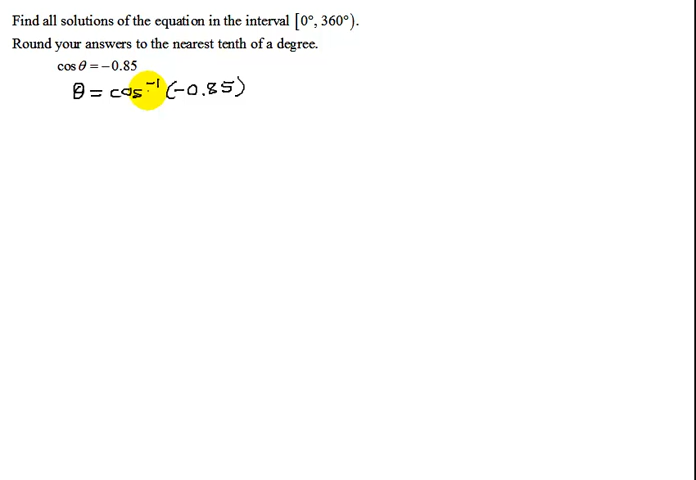 Find all solutions of the equation in the interval [0°, 360°).
Round your answers to the nearest tenth of a degree.
cos θ = −0.85
θ = cos⁻¹(−0.85)